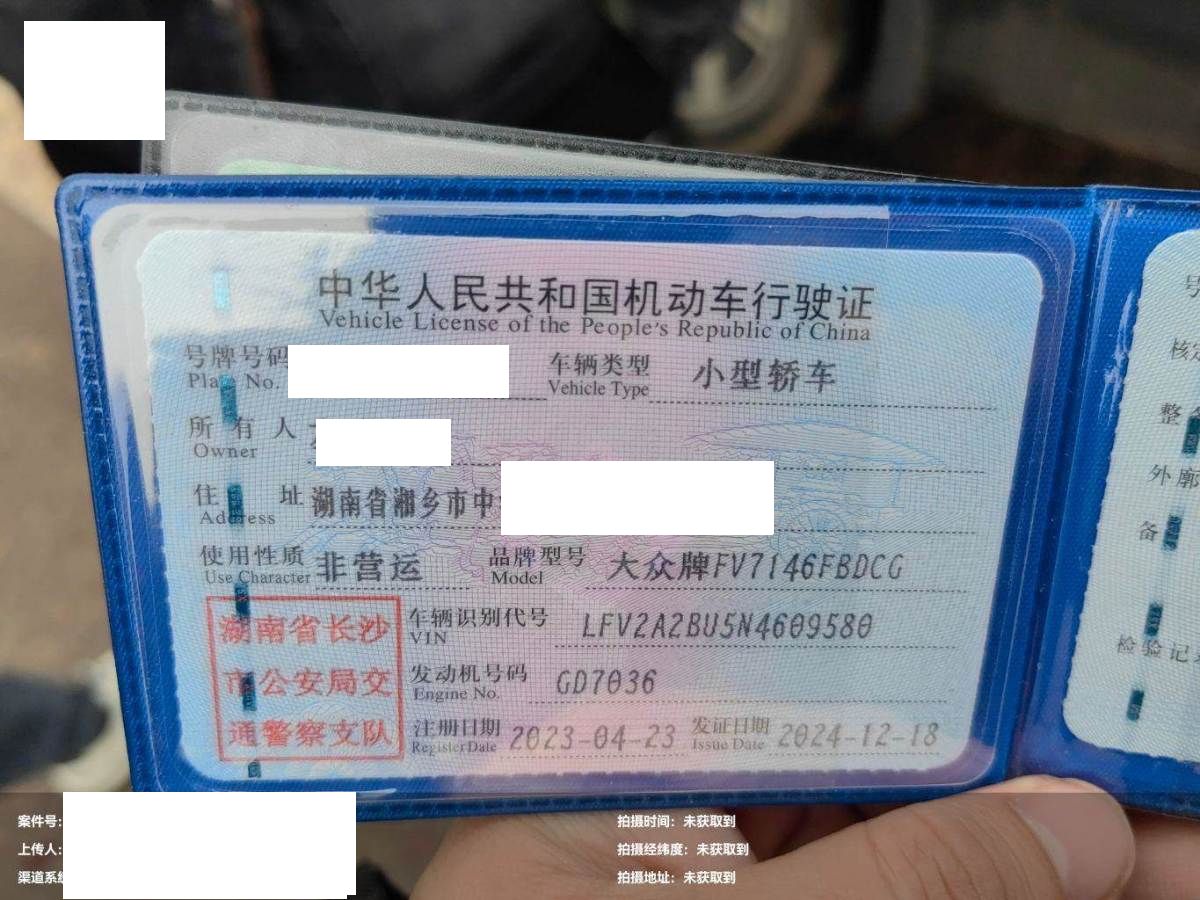 中华人民共和国机动车行驶证
Vehicle License of the People's Republic of China
号牌号码
Plate No.
车辆类型 小型轿车
Vehicle Type
所有人
Owner
住址 湖南省湘乡市中
Address
使用性质 非营运 品牌型号 大众牌FV7146FBDCG
Use Character Model
湖南省长沙
市公安局交
通警察支队
车辆识别代号 LFV2A2BU5N4609580
VIN
发动机号码 GD7036
Engine No.
注册日期 2023-04-23 发证日期 2024-12-18
Register Date Issue Date
号
核定
整
外廓
备
检验记
案件号:
上传人:
渠道系统
拍摄时间: 未获取到
拍摄经纬度: 未获取到
拍摄地址: 未获取到